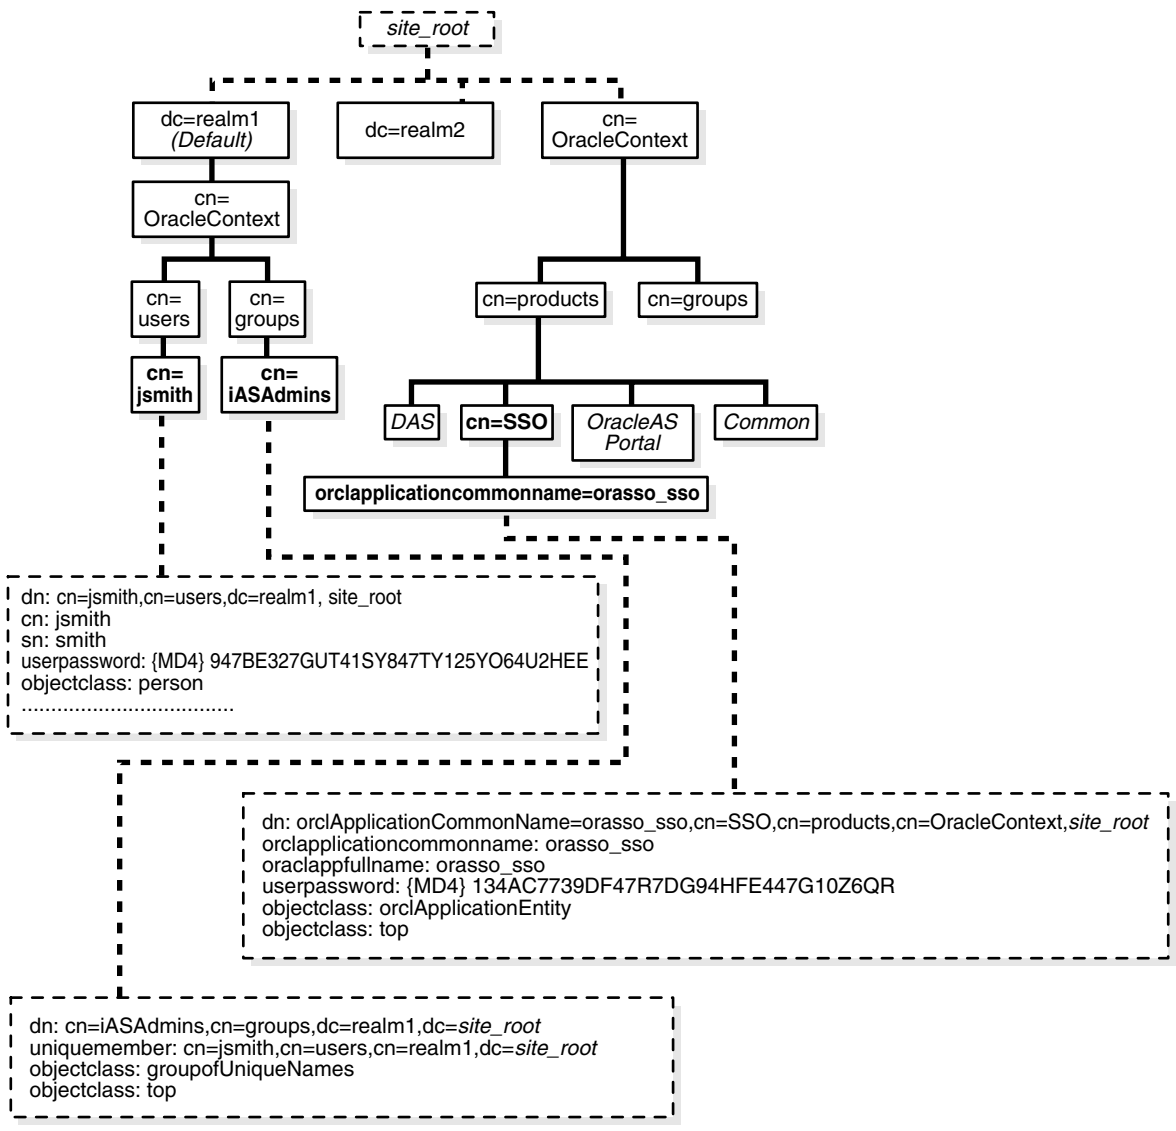 site_root
dc=realm1
(Default)
dc=realm2
cn=
OracleContext
cn=
OracleContext
cn=
users
cn=
groups
cn=products
cn=groups
cn=
jsmith
cn=
iASAdmins
DAS
cn=SSO
OracleAS
Portal
Common
orclapplicationcommonname=orasso_sso
dn: cn=jsmith,cn=users,dc=realm1, site_root
cn: jsmith
sn: smith
userpassword: {MD4} 947BE327GUT41SY847TY125YO64U2HEE
objectclass: person
....................................
dn: orclApplicationCommonName=orasso_sso,cn=SSO,cn=products,cn=OracleContext,site_root
orclapplicationcommonname: orasso_sso
oraclappfullname: orasso_sso
userpassword: {MD4} 134AC7739DF47R7DG94HFE447G10Z6QR
objectclass: orclApplicationEntity
objectclass: top
dn: cn=iASAdmins,cn=groups,dc=realm1,dc=site_root
uniquemember: cn=jsmith,cn=users,cn=realm1,dc=site_root
objectclass: groupofUniqueNames
objectclass: top